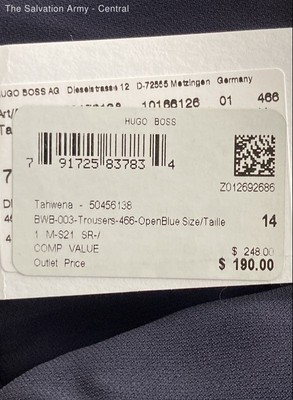 The Salvation Army - Central
HUGO BOSS AG Dieselstrasse 12 D-72555 Metzingen Germany
10166126 01 466
HUGO BOSS
7 91725 83783 4
Z012692686
Tahwena - 50456138
BWB-003-Trousers-466-OpenBlue Size/Taille 14
1 M-S21 SR-/
COMP VALUE $ 248.00
Outlet Price $ 190.00